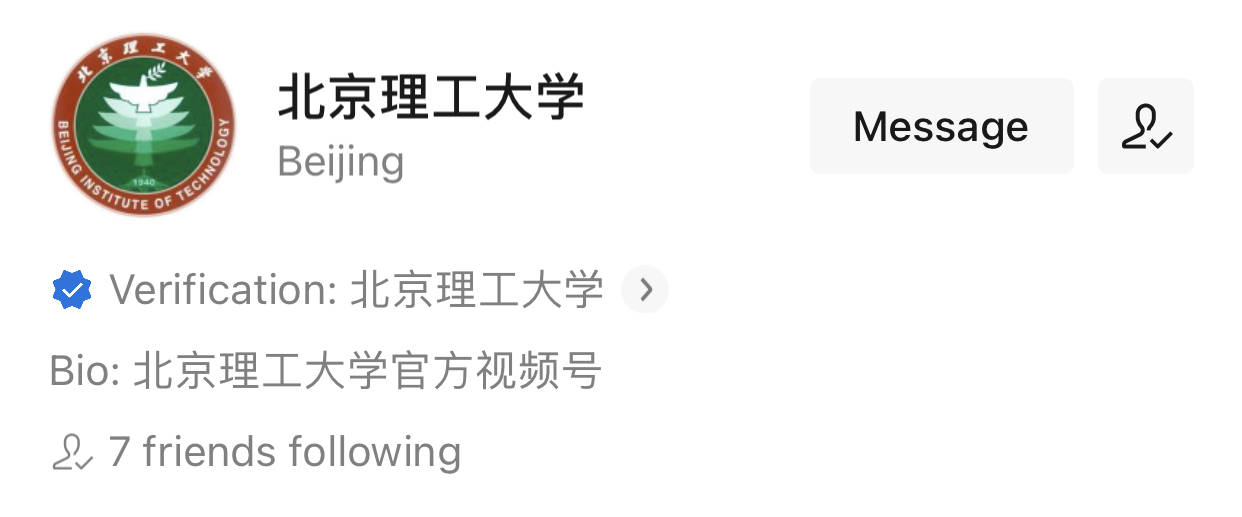 北京理工大学
BEIJING INSTITUTE OF TECHNOLOGY
1940
北京理工大学
Beijing
Message
Verification: 北京理工大学
Bio: 北京理工大学官方视频号
7 friends following